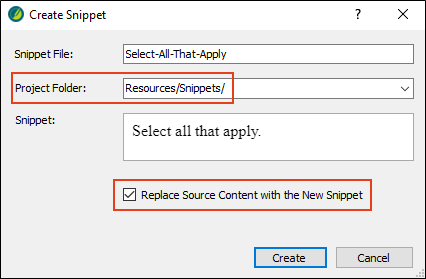 Create Snippet
?
Snippet File: Select-All-That-Apply
Project Folder: Resources/Snippets/
Snippet: Select all that apply.
Replace Source Content with the New Snippet
Create Cancel